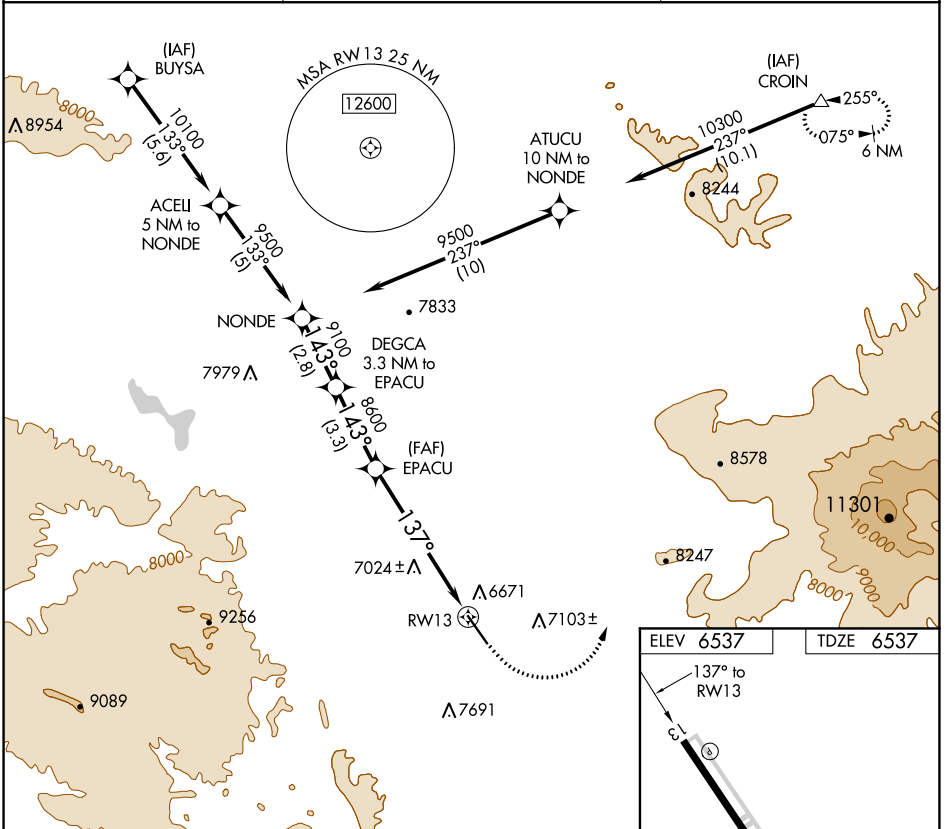 (IAF)
BUYSA
MSA RW13 25 NM
12600
(IAF)
CROIN
255°
075°
6 NM
10300
237°
(10.1)
8000
8954
10100
133°
(5.6)
ATUCU
10 NM to
NONDE
8244
ACELI
5 NM to
NONDE
9500
133°
(5)
9500
237°
(10)
7833
NONDE
9100
143°
(2.8)
DEGCA
3.3 NM to
EPACU
7979
8600
143°
(3.3)
(FAF)
EPACU
8578
11301
10,000
9000
8000
137°
8000
7024±
8247
6671
RW13
7103±
9256
9089
7691
ELEV 6537
TDZE 6537
137° to
RW13
13
P